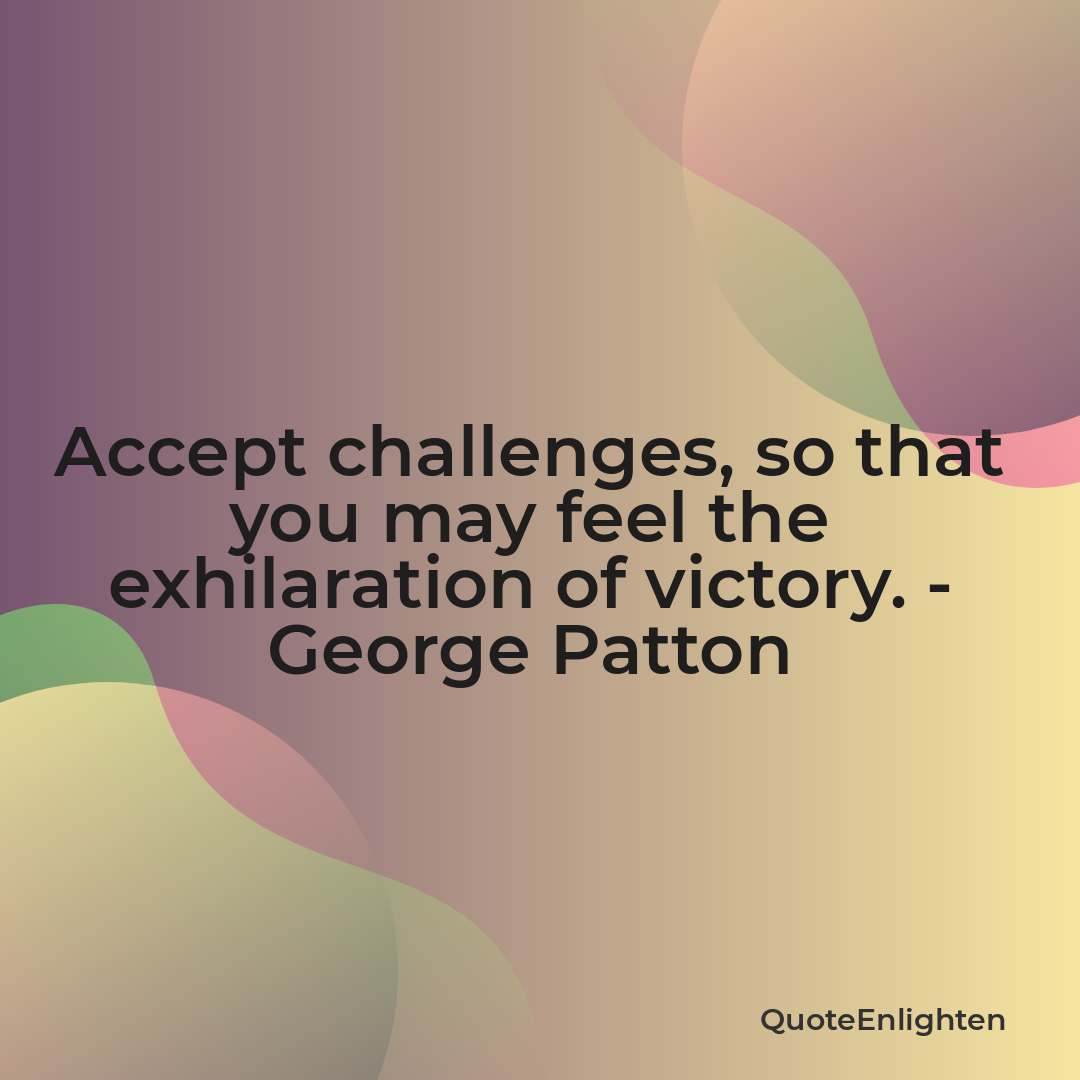 Accept challenges, so that
you may feel the
exhilaration of victory. -
George Patton
QuoteEnlighten